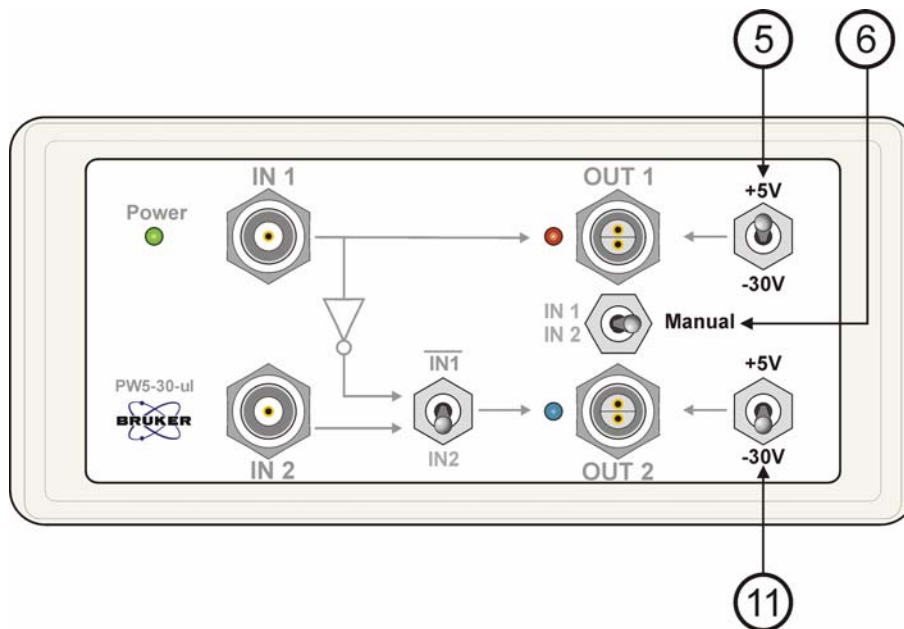 5
6
IN 1
OUT 1
+5V
Power
-30V
IN 1
IN 2
Manual
+5V
IN1
PW5-30-ul
BRUKER
IN2
-30V
IN 2
OUT 2
11